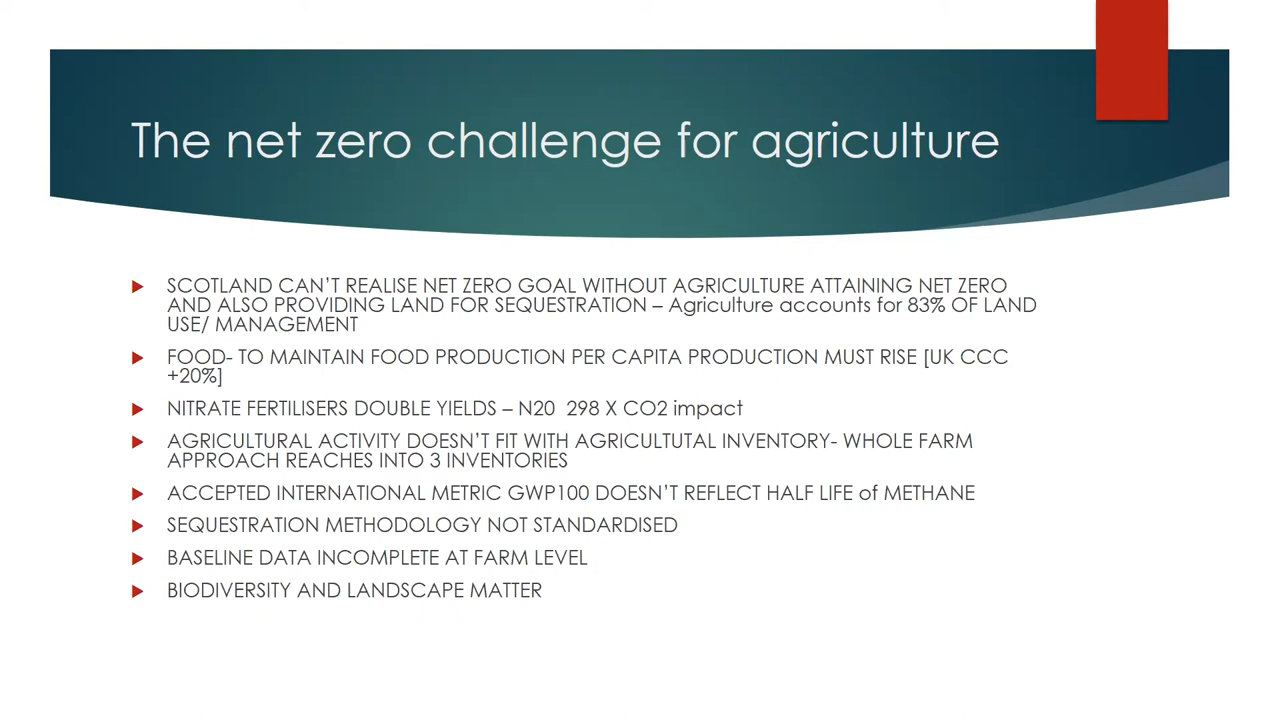 The net zero challenge for agriculture
SCOTLAND CAN'T REALISE NET ZERO GOAL WITHOUT AGRICULTURE ATTAINING NET ZERO
AND ALSO PROVIDING LAND FOR SEQUESTRATION – Agriculture accounts for 83% OF LAND
USE/ MANAGEMENT
FOOD- TO MAINTAIN FOOD PRODUCTION PER CAPITA PRODUCTION MUST RISE [UK CCC
+20%]
NITRATE FERTILISERS DOUBLE YIELDS – N20  298 X CO2 impact
AGRICULTURAL ACTIVITY DOESN'T FIT WITH AGRICULTUTAL INVENTORY- WHOLE FARM
APPROACH REACHES INTO 3 INVENTORIES
ACCEPTED INTERNATIONAL METRIC GWP100 DOESN'T REFLECT HALF LIFE of METHANE
SEQUESTRATION METHODOLOGY NOT STANDARDISED
BASELINE DATA INCOMPLETE AT FARM LEVEL
BIODIVERSITY AND LANDSCAPE MATTER